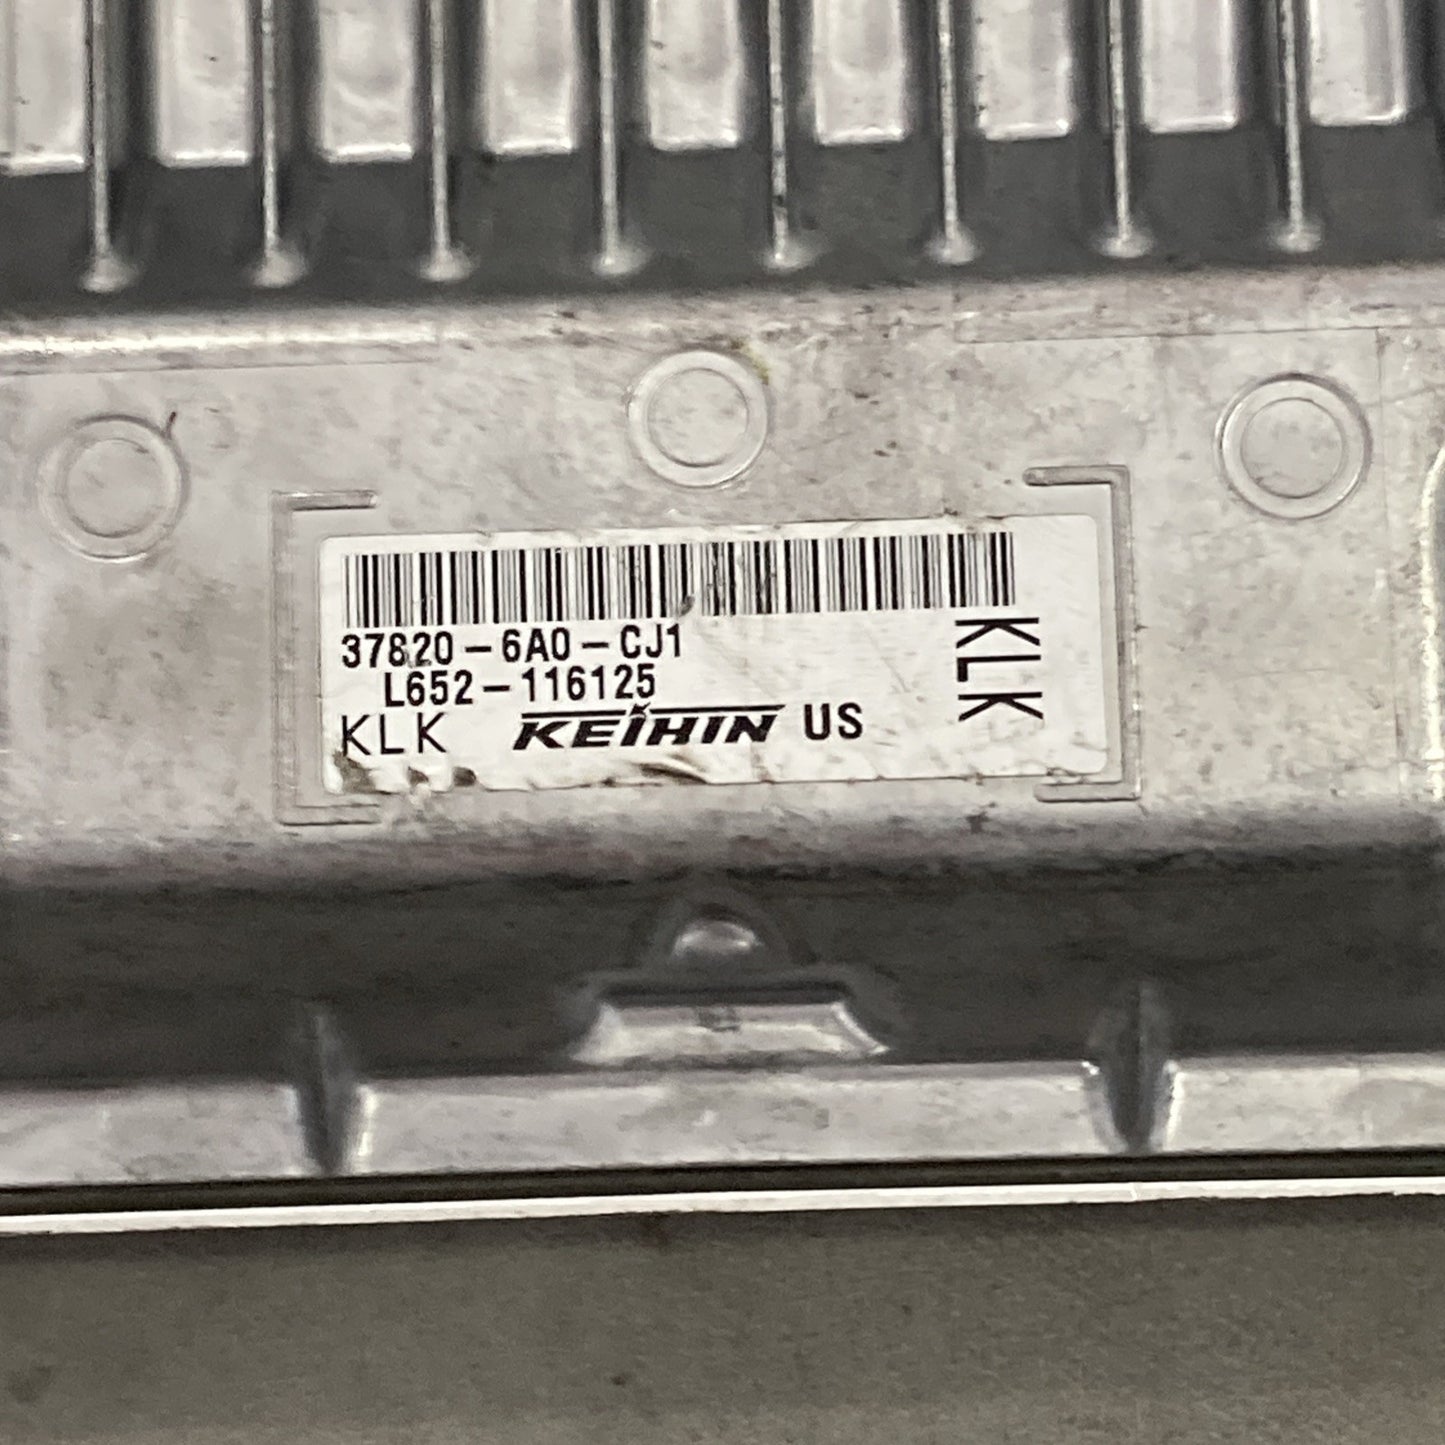 37820-6A0-CJ1
L652-116125
KLK KEIHIN US
KLK